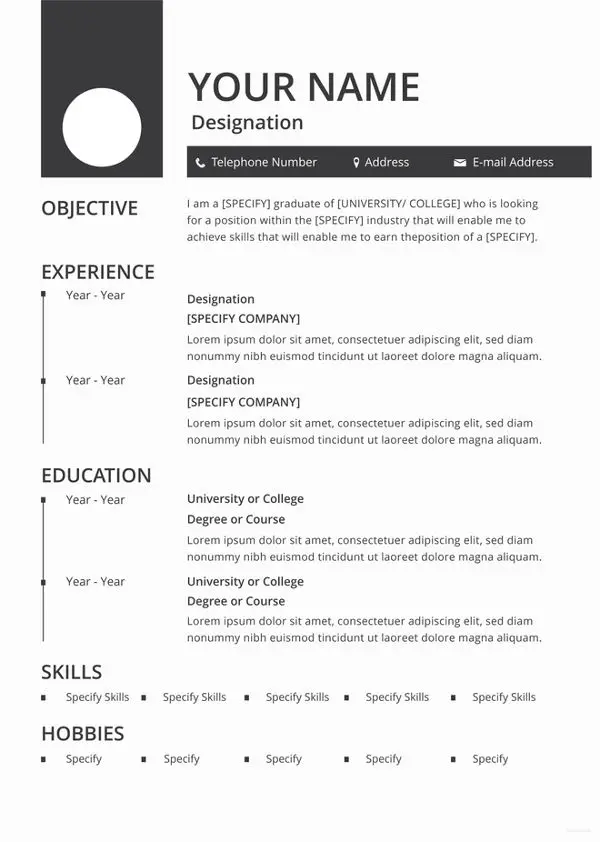 YOUR NAME
Designation
Telephone Number Address E-mail Address
OBJECTIVE
I am a [SPECIFY] graduate of [UNIVERSITY/ COLLEGE] who is looking
for a position within the [SPECIFY] industry that will enable me to
achieve skills that will enable me to earn theposition of a [SPECIFY].
EXPERIENCE
Year - Year
Designation
[SPECIFY COMPANY]
Lorem ipsum dolor sit amet, consectetuer adipiscing elit, sed diam
nonummy nibh euismod tincidunt ut laoreet dolore magna aliquam.
Year - Year
Designation
[SPECIFY COMPANY]
Lorem ipsum dolor sit amet, consectetuer adipiscing elit, sed diam
nonummy nibh euismod tincidunt ut laoreet dolore magna aliquam.
EDUCATION
Year - Year
University or College
Degree or Course
Lorem ipsum dolor sit amet, consectetuer adipiscing elit, sed diam
nonummy nibh euismod tincidunt ut laoreet dolore magna aliquam.
Year - Year
University or College
Degree or Course
Lorem ipsum dolor sit amet, consectetuer adipiscing elit, sed diam
nonummy nibh euismod tincidunt ut laoreet dolore magna aliquam.
SKILLS
Specify Skills Specify Skills Specify Skills Specify Skills Specify Skills
HOBBIES
Specify Specify Specify Specify Specify